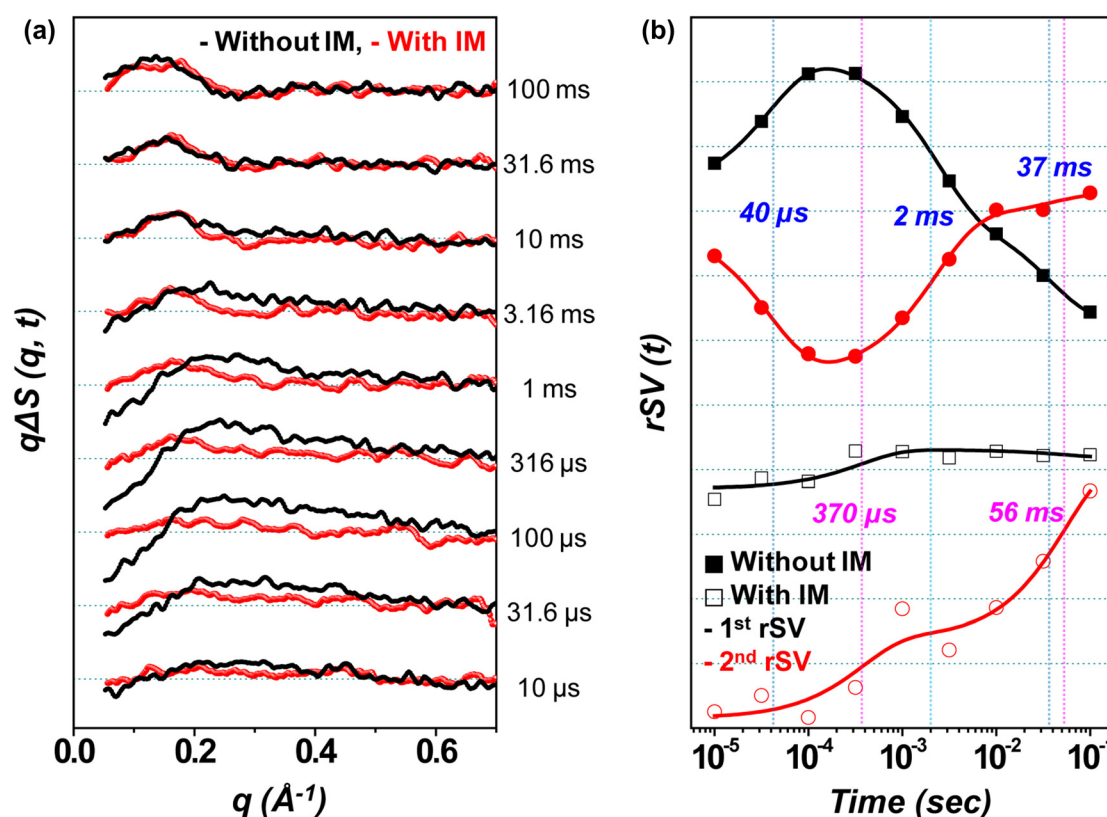 (a)
- Without IM, - With IM
100 ms
31.6 ms
10 ms
3.16 ms
1 ms
316 µs
100 µs
31.6 µs
10 µs
qΔS (q, t)
0.0 0.2 0.4 0.6
q (Å⁻¹)
(b)
37 ms
40 µs
2 ms
370 µs
56 ms
■ Without IM
□ With IM
- 1ˢᵗ rSV
- 2ⁿᵈ rSV
rSV (t)
10⁻⁵ 10⁻⁴ 10⁻³ 10⁻² 10⁻¹
Time (sec)